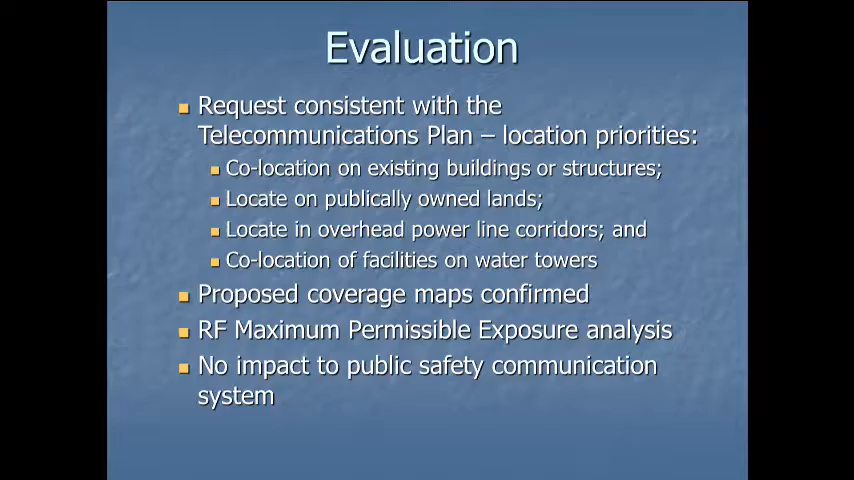 Evaluation
Request consistent with the
Telecommunications Plan – location priorities:
Co-location on existing buildings or structures;
Locate on publically owned lands;
Locate in overhead power line corridors; and
Co-location of facilities on water towers
Proposed coverage maps confirmed
RF Maximum Permissible Exposure analysis
No impact to public safety communication
system